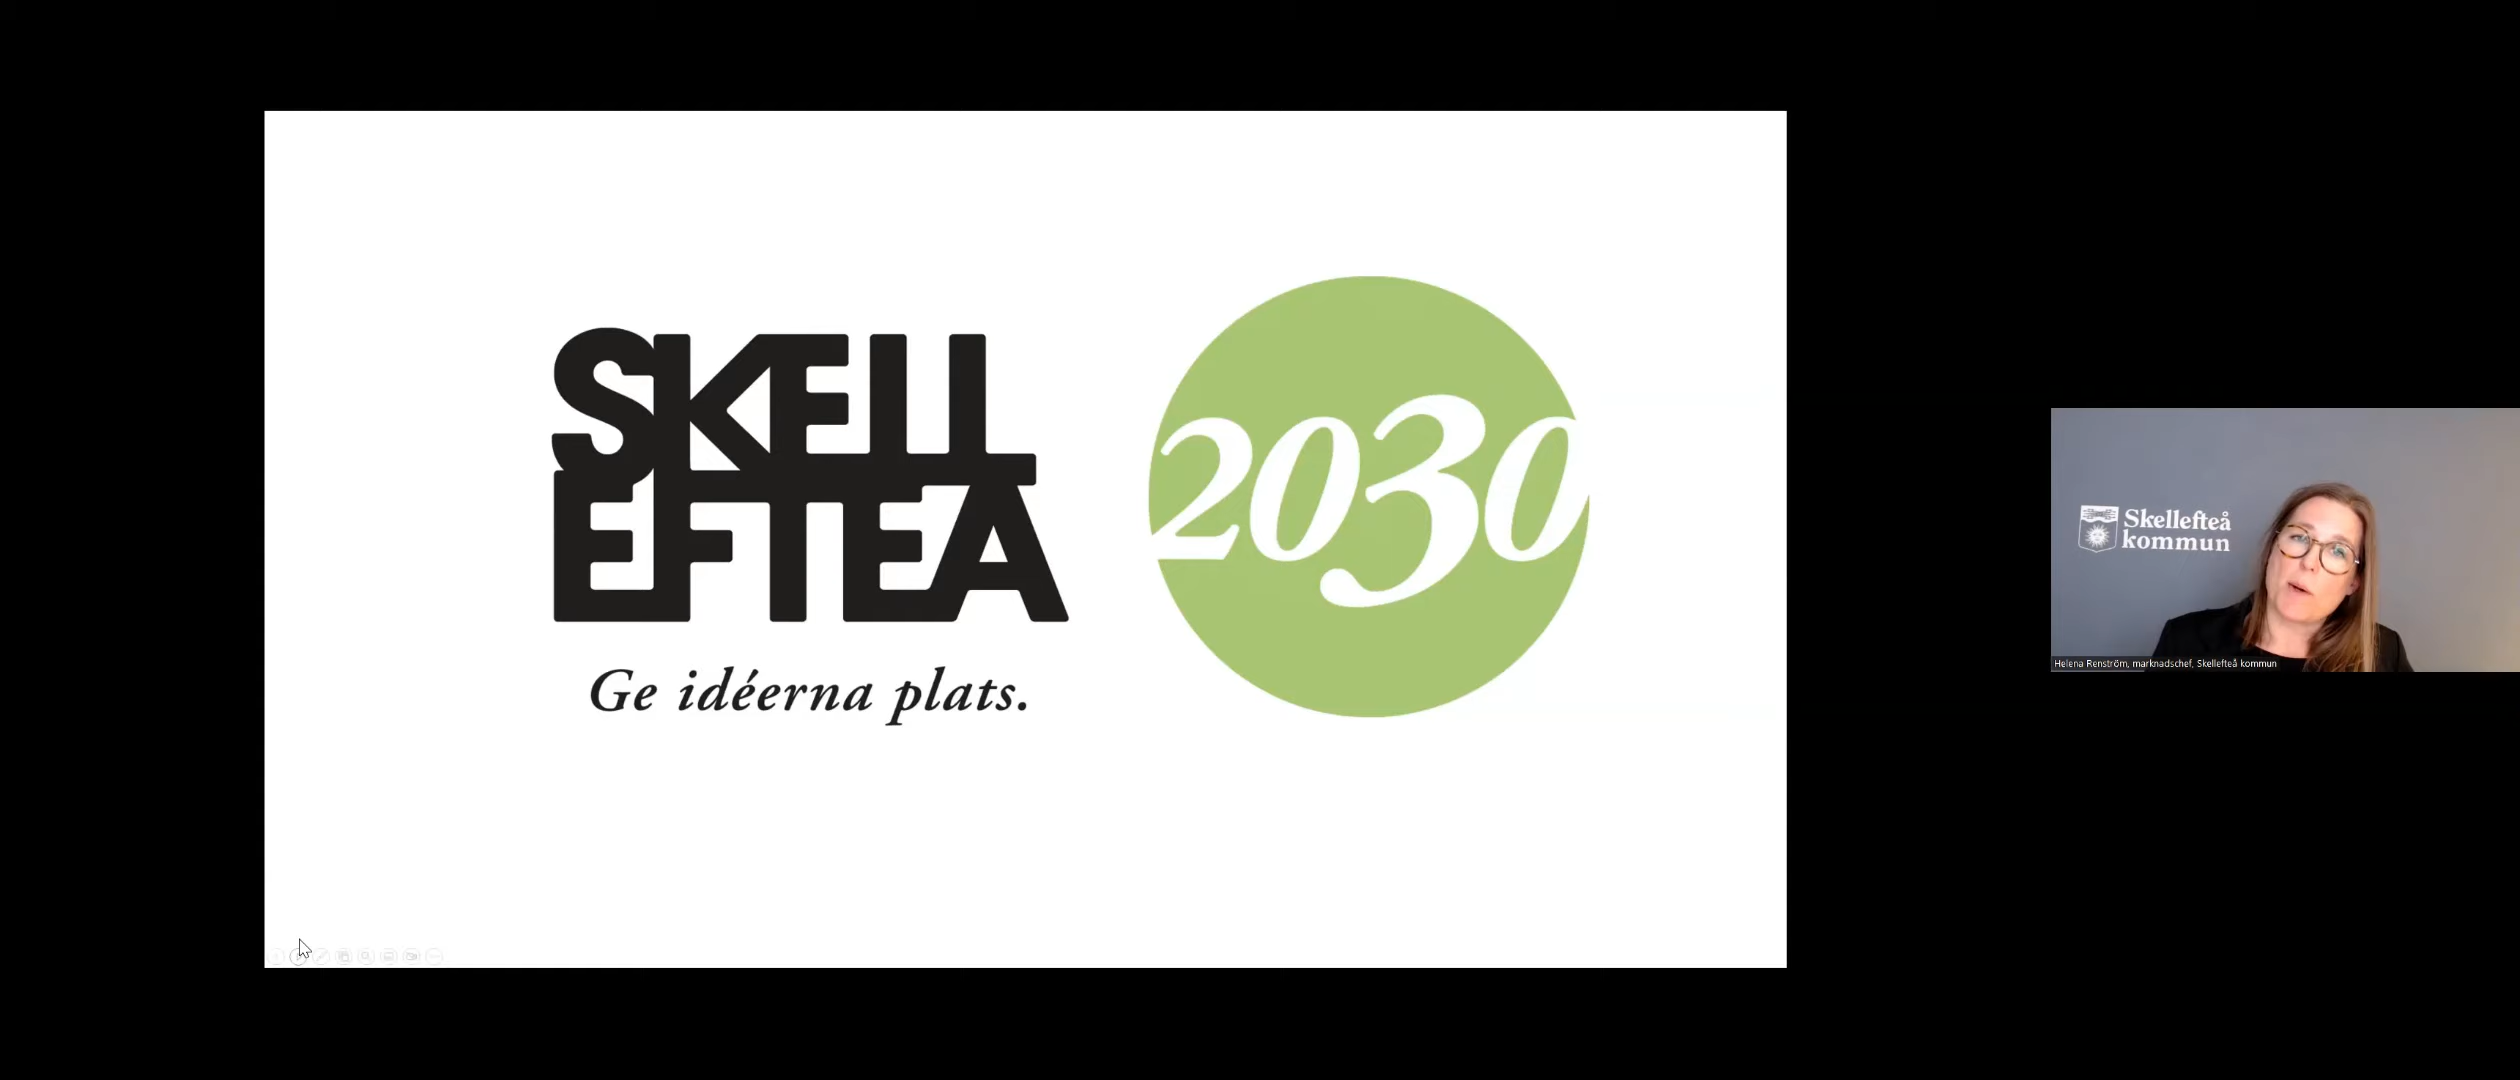 SKELL
EFTEA
Ge idéerna plats.
2030
Skellefteå
kommun
Helena Renström, marknadschef, Skellefteå kommun